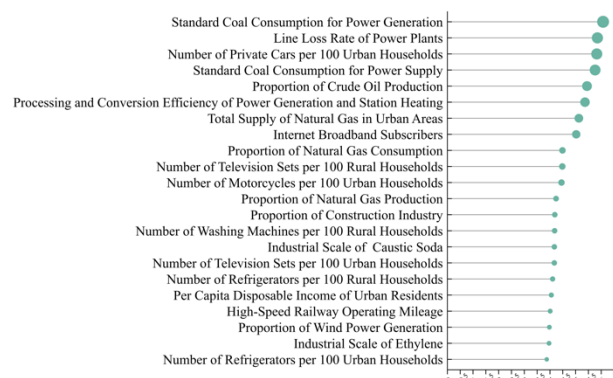 Standard Coal Consumption for Power Generation
Line Loss Rate of Power Plants
Number of Private Cars per 100 Urban Households
Standard Coal Consumption for Power Supply
Proportion of Crude Oil Production
Processing and Conversion Efficiency of Power Generation and Station Heating
Total Supply of Natural Gas in Urban Areas
Internet Broadband Subscribers
Proportion of Natural Gas Consumption
Number of Television Sets per 100 Rural Households
Number of Motorcycles per 100 Urban Households
Proportion of Natural Gas Production
Proportion of Construction Industry
Number of Washing Machines per 100 Rural Households
Industrial Scale of Caustic Soda
Number of Television Sets per 100 Urban Households
Number of Refrigerators per 100 Rural Households
Per Capita Disposable Income of Urban Residents
High-Speed Railway Operating Mileage
Proportion of Wind Power Generation
Industrial Scale of Ethylene
Number of Refrigerators per 100 Urban Households